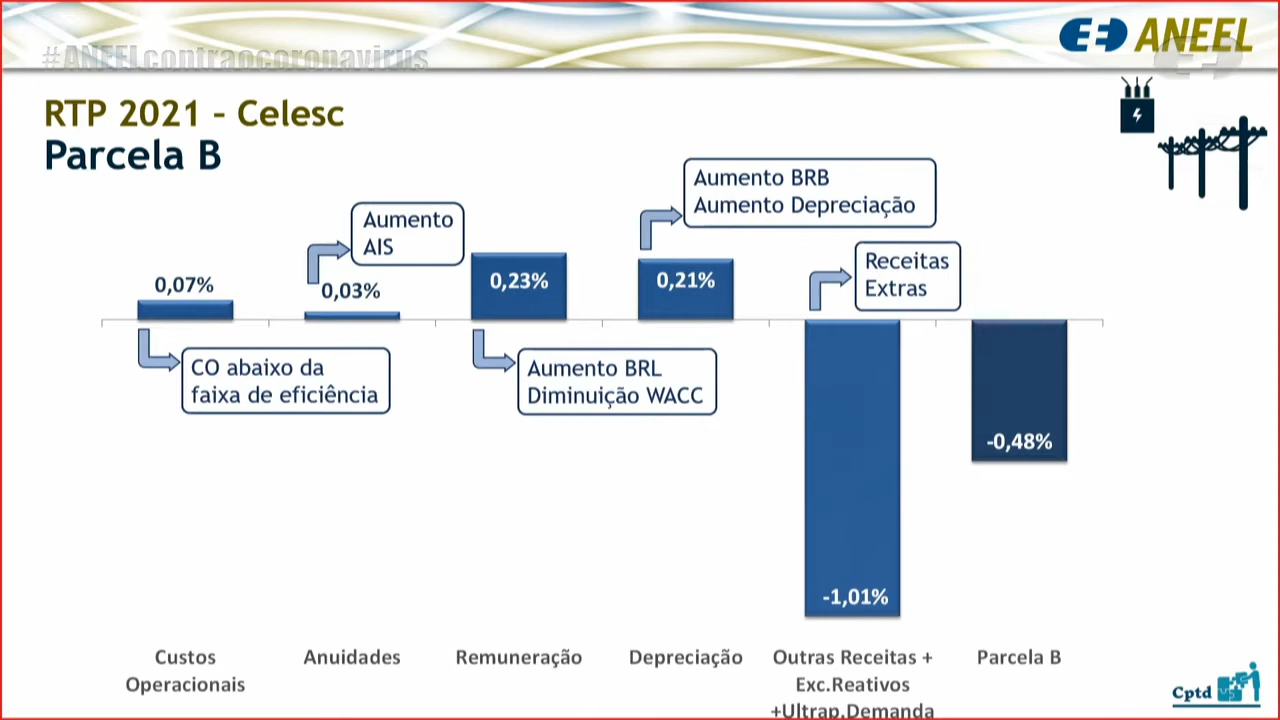 #ANEELcontraocoronavirus
ANEEL
RTP 2021 – Celesc
Parcela B
Aumento BRB
Aumento Depreciação
Aumento
AIS
Receitas
Extras
0,07%
0,03%
0,23%
0,21%
CO abaixo da
faixa de eficiência
Aumento BRL
Diminuição WACC
-0,48%
-1,01%
Custos
Operacionais
Anuidades
Remuneração
Depreciação
Outras Receitas +
Exc.Reativos
+Ultrap.Demanda
Parcela B
Cptd